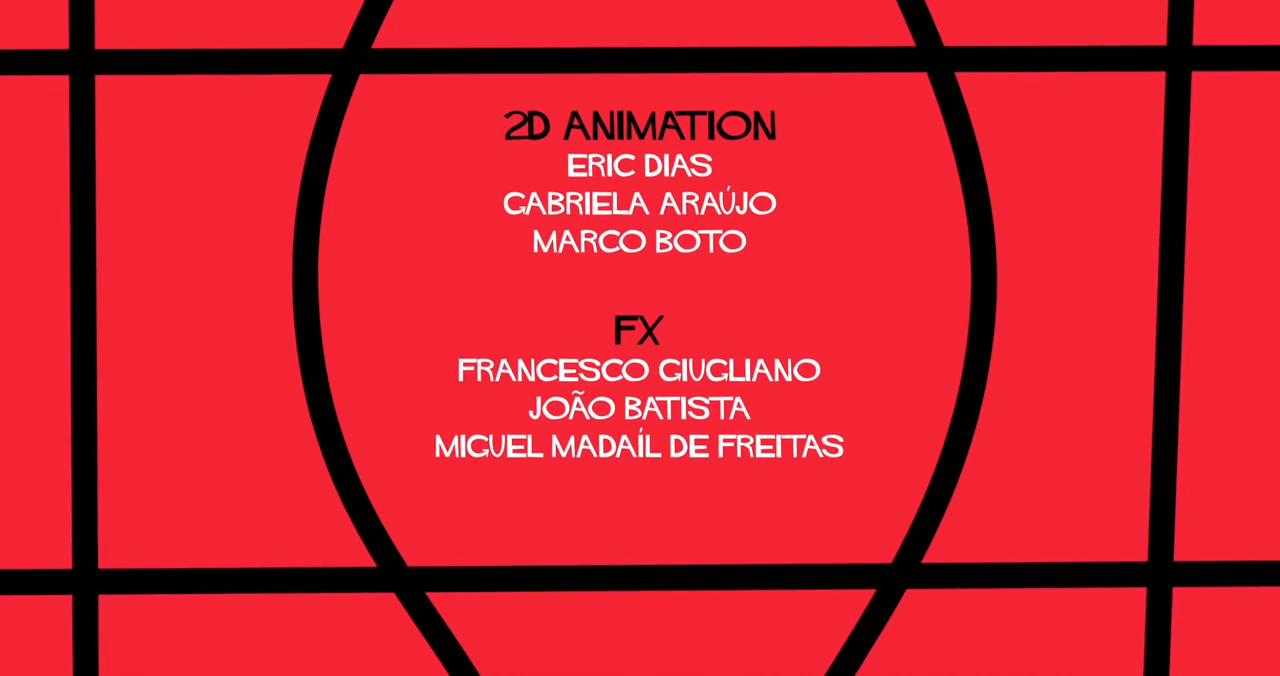 2D ANIMATION
ERIC DIAS
GABRIELA ARAÚJO
MARCO BOTO
FX
FRANCESCO GIUGLIANO
JOÃO BATISTA
MIGUEL MADAÍL DE FREITAS